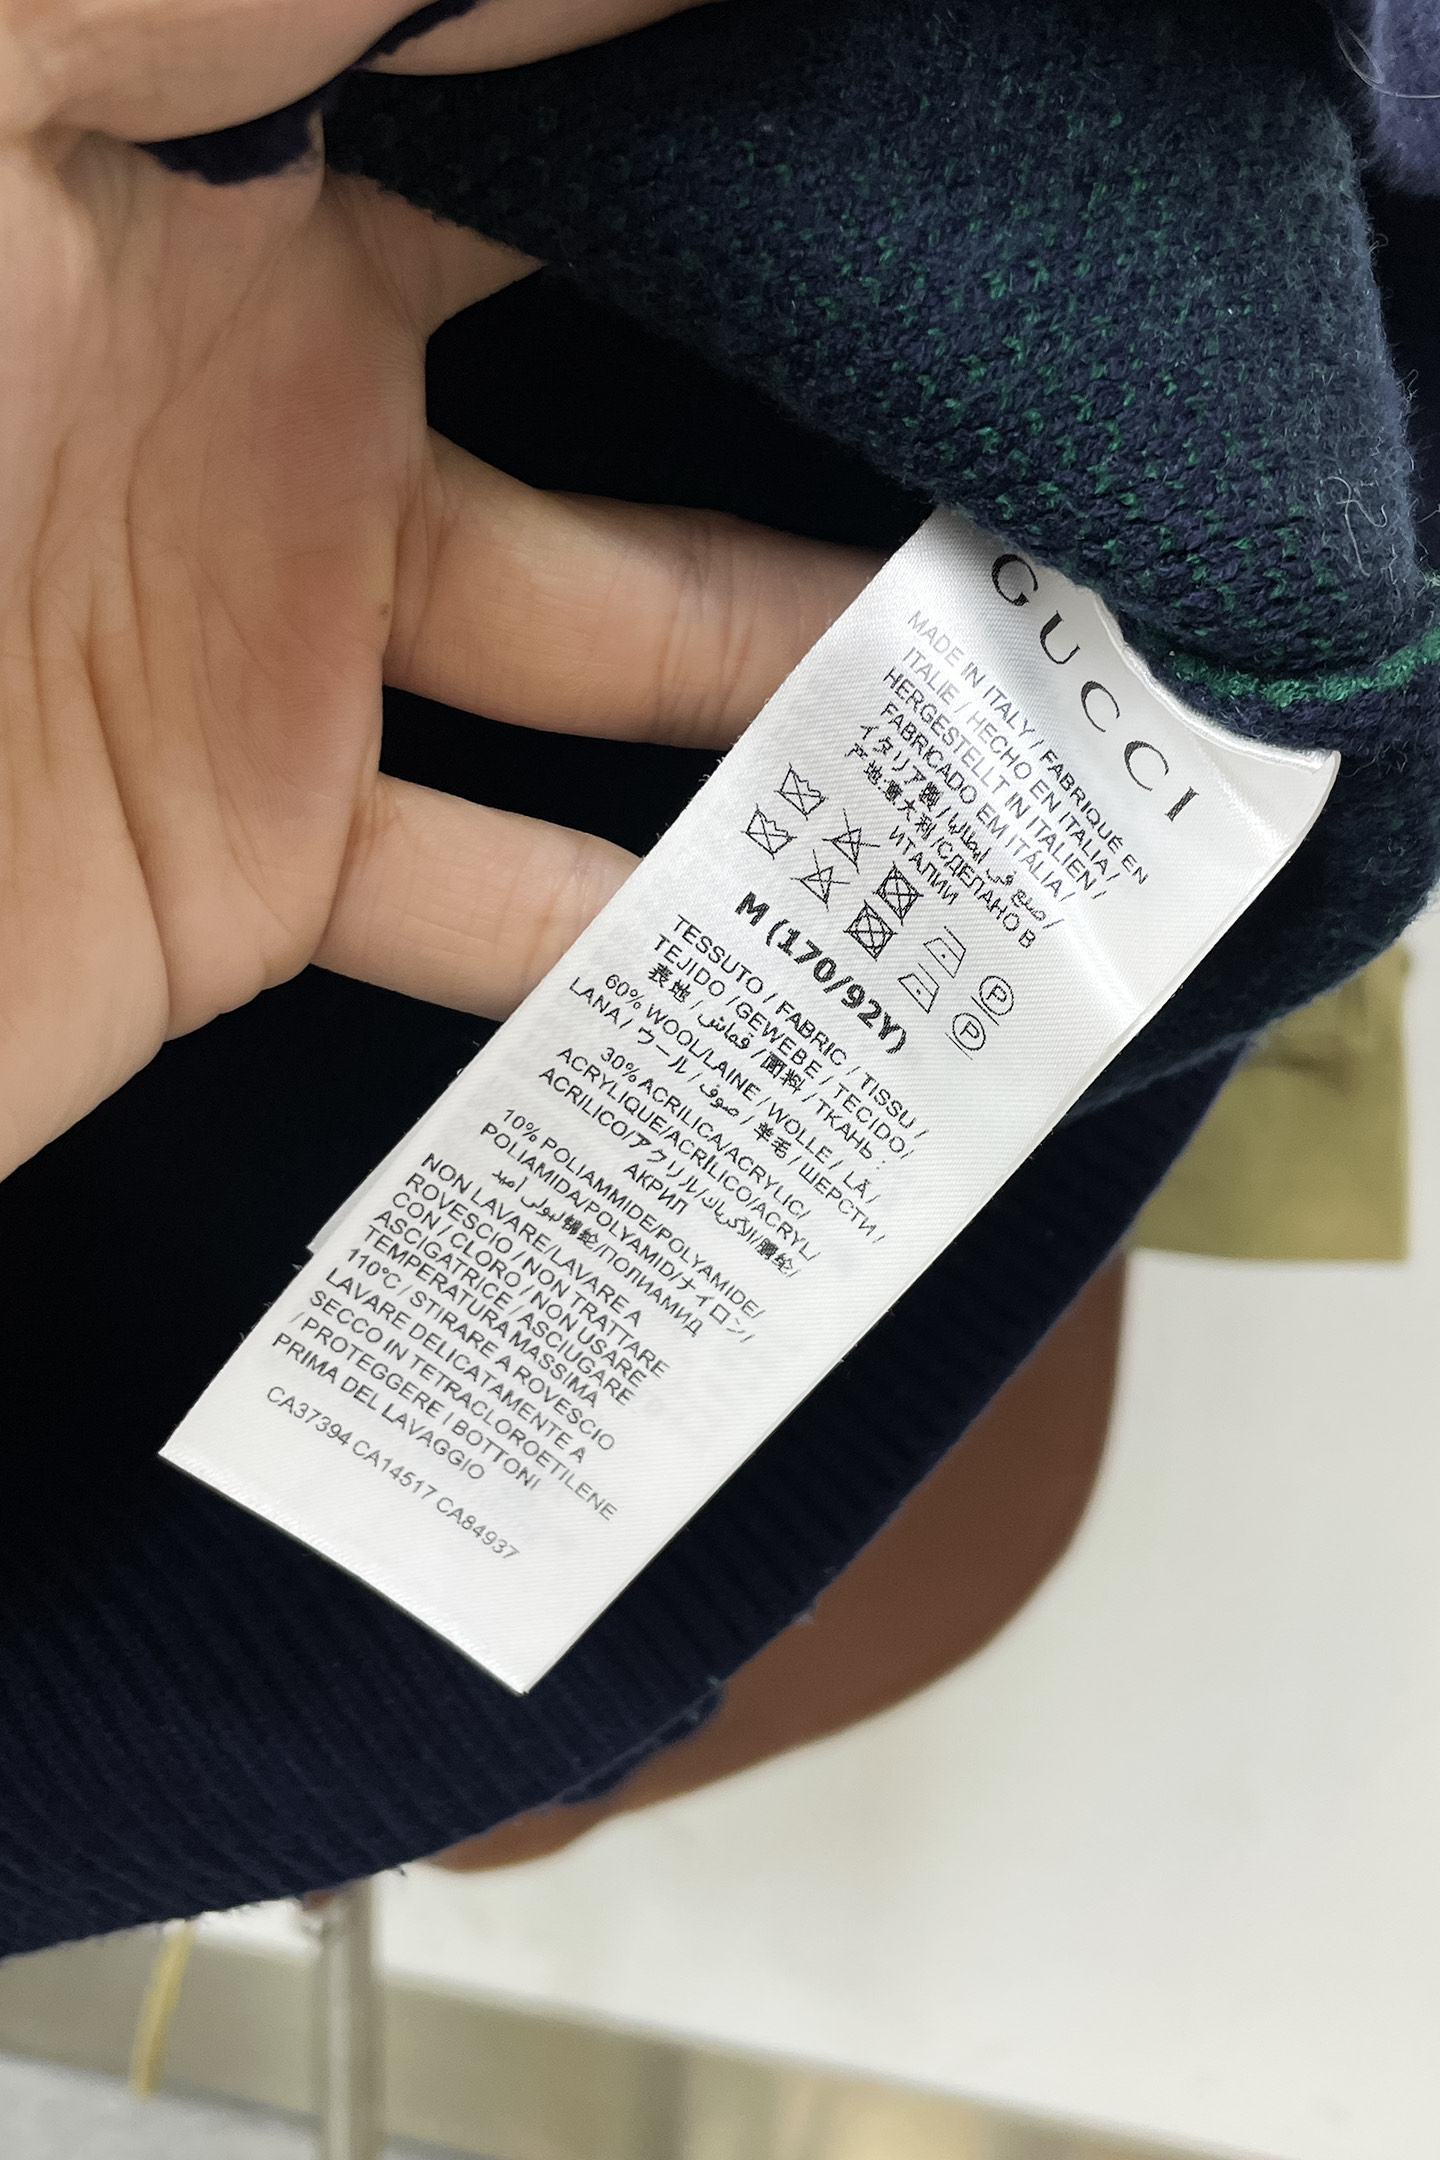 GUCCI
MADE IN ITALY / FABRIQUÉ EN
ITALIE / HECHO EN ITALIA /
HERGESTELLT IN ITALIEN /
FABRICADO EM ITÁLIA /
イタリア製 / صنع في إيطاليا /
产地:意大利 /СДЕЛАНО В
ИТАЛИИ
P
P
M (170/92Y)
TESSUTO / FABRIC / TISSU /
TEJIDO /GEWEBE / TECIDO/
表地 / قماش / 面料 / ТКАНЬ :
60% WOOL/LAINE / WOLLE / LÃ /
LANA / ウール / صوف / 羊毛 / ШЕРСТИ /
30% ACRILICA/ACRYLIC/
ACRYLIQUE/ACRÍLICO/ACRYL/
ACRILICO/アクリル/الاكريان/腈纶/
АКРИЛ
10% POLIAMMIDE/POLYAMIDE/
POLIAMIDA/POLYAMID/ナイロン/
锦纶/ПОЛИАМИД
NON LAVARE/LAVARE A
ROVESCIO / NON TRATTARE
CON / CLORO / NON USARE
ASCIGATRICE / ASCIUGARE
TEMPERATURA MASSIMA
110°C / STIRARE A ROVESCIO
LAVARE DELICATAMENTE A
SECCO IN TETRACLOROETILENE
/ PROTEGGERE I BOTTONI
PRIMA DEL LAVAGGIO
CA37394 CA14517 CA84937